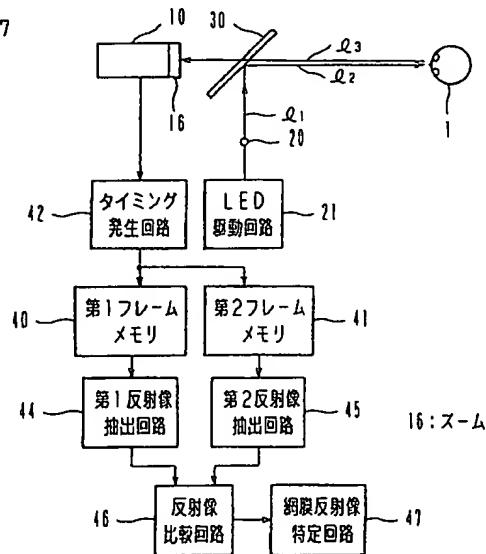 7
10
30
16
ℓ3
ℓ2
ℓ1
20
1
タイミング
発生回路
42
LED
駆動回路
21
第1フレーム
メモリ
40
第2フレーム
メモリ
41
第1反射像
抽出回路
44
第2反射像
抽出回路
45
16:ズーム
反射像
比較回路
46
網膜反射像
特定回路
47